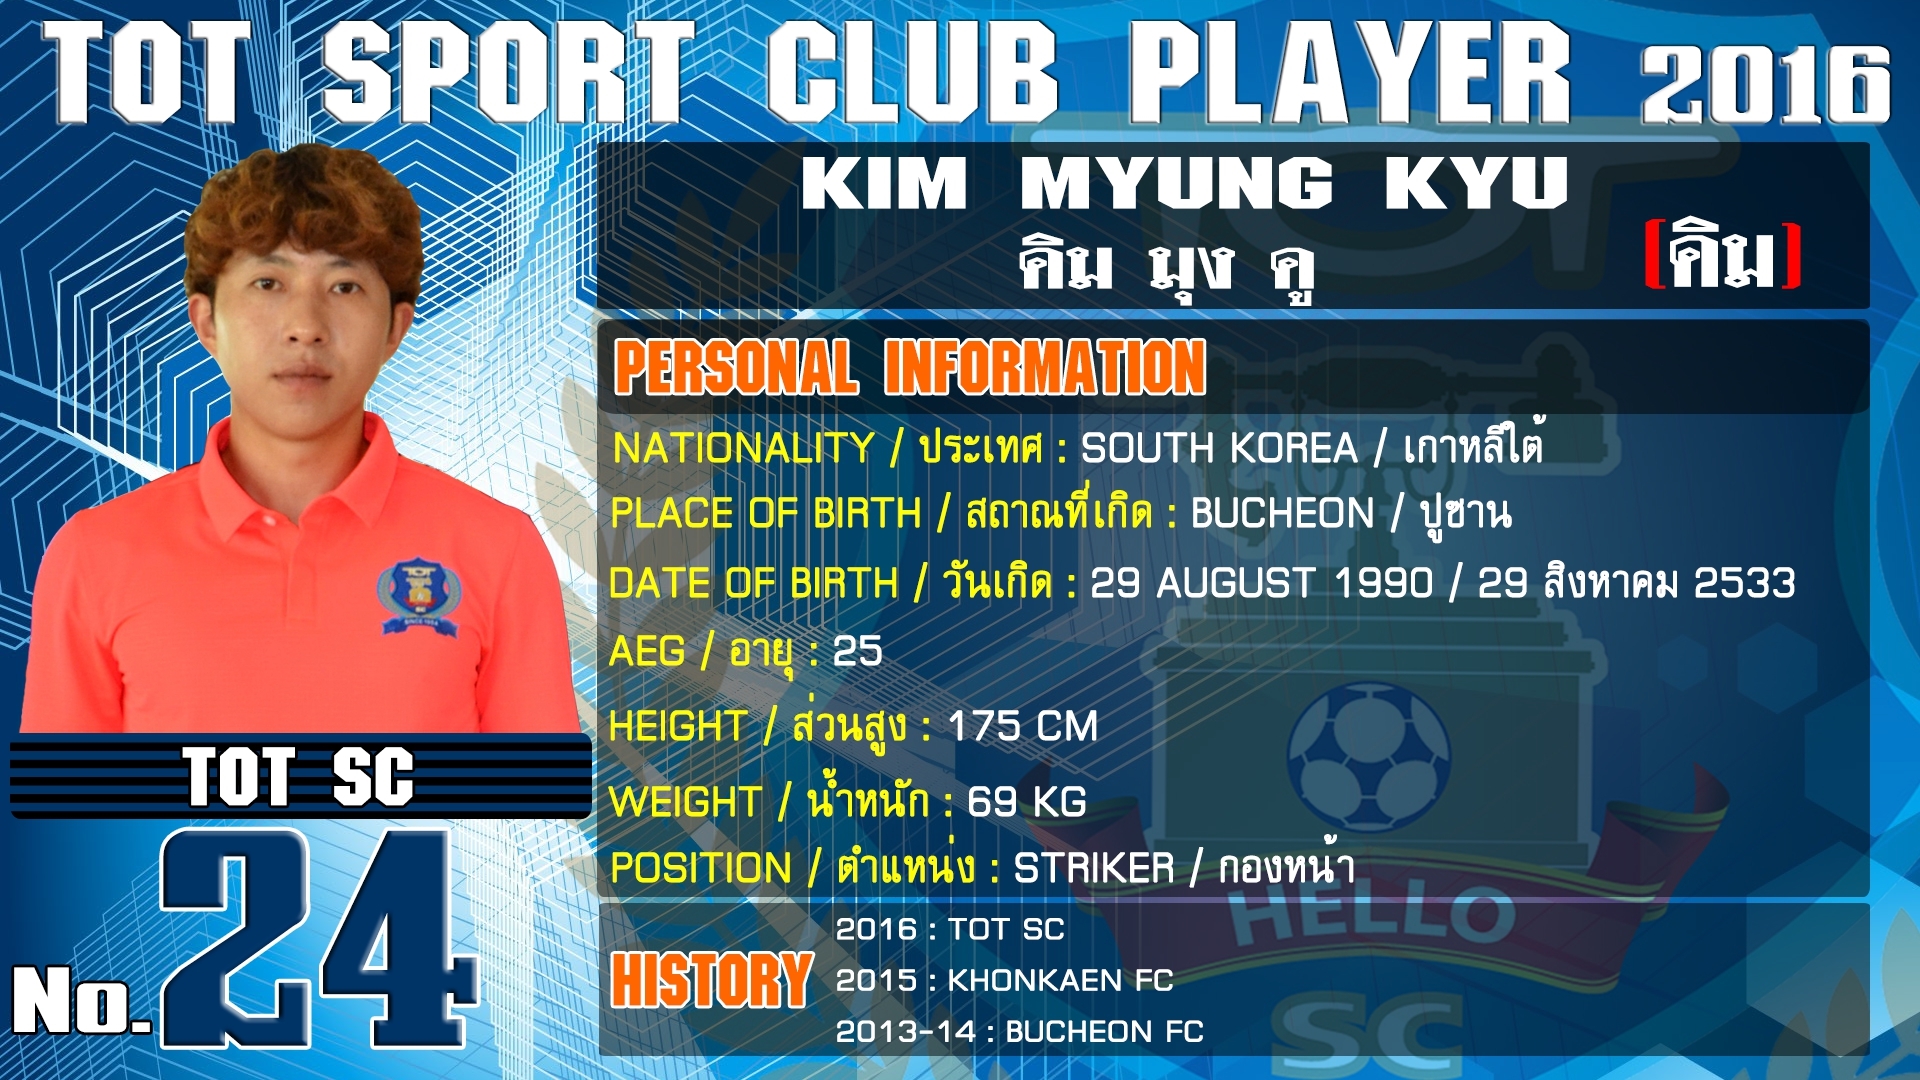 TOT SPORT CLUB PLAYER 2016
KIM MYUNG KYU
คิม มุง คู
(คิม)
PERSONAL INFORMATION
NATIONALITY / ประเทศ : SOUTH KOREA / เกาหลีใต้
PLACE OF BIRTH / สถาณที่เกิด : BUCHEON / ปูซาน
DATE OF BIRTH / วันเกิด : 29 AUGUST 1990 / 29 สิงหาคม 2533
AEG / อายุ : 25
HEIGHT / ส่วนสูง : 175 CM
WEIGHT / น้ำหนัก : 69 KG
POSITION / ตำแหน่ง : STRIKER / กองหน้า
HISTORY
2016 : TOT SC
2015 : KHONKAEN FC
2013-14 : BUCHEON FC
TOT SC
No. 24
TOT
SC
SINCE 1954
TOT
HELLO
SC